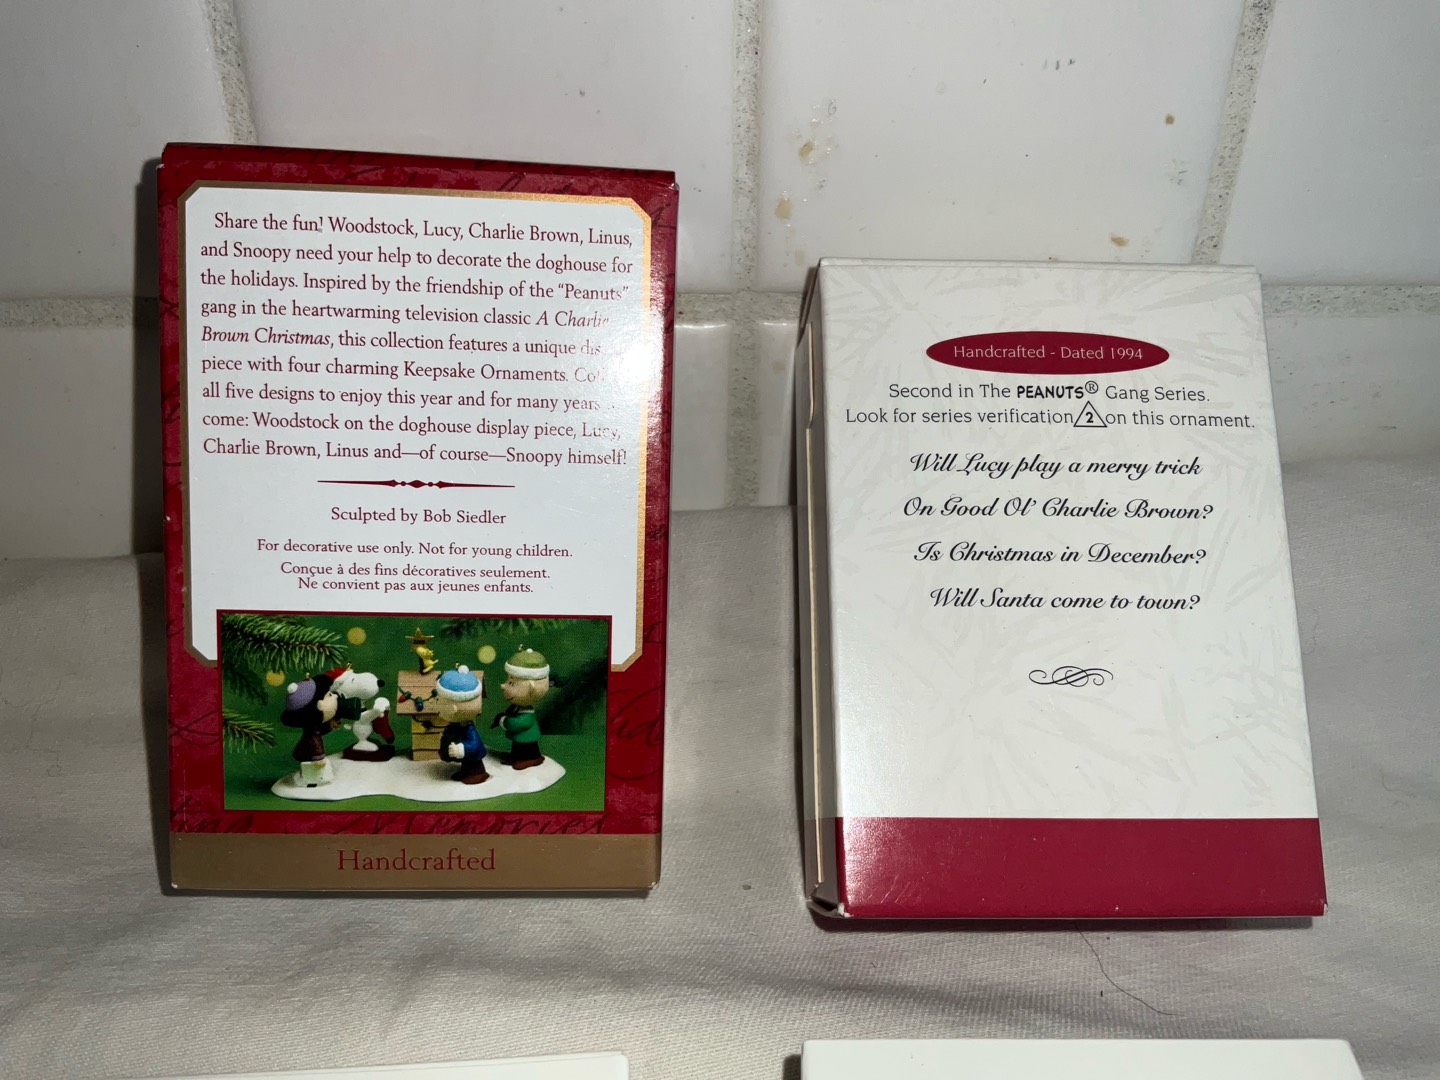 Share the fun! Woodstock, Lucy, Charlie Brown, Linus,
and Snoopy need your help to decorate the doghouse for
the holidays. Inspired by the friendship of the “Peanuts”
gang in the heartwarming television classic A Charlie
Brown Christmas, this collection features a unique
piece with four charming Keepsake Ornaments.
all five designs to enjoy this year and for many years
come: Woodstock on the doghouse display piece, Lucy,
Charlie Brown, Linus and—of course—Snoopy himself!
Sculpted by Bob Siedler
For decorative use only. Not for young children.
Conçue à des fins décoratives seulement.
Ne convient pas aux jeunes enfants.
Memories
Handcrafted
Handcrafted - Dated 1994
Second in The PEANUTS® Gang Series.
Look for series verification 2 on this ornament.
Will Lucy play a merry trick
On Good Ol' Charlie Brown?
Is Christmas in December?
Will Santa come to town?